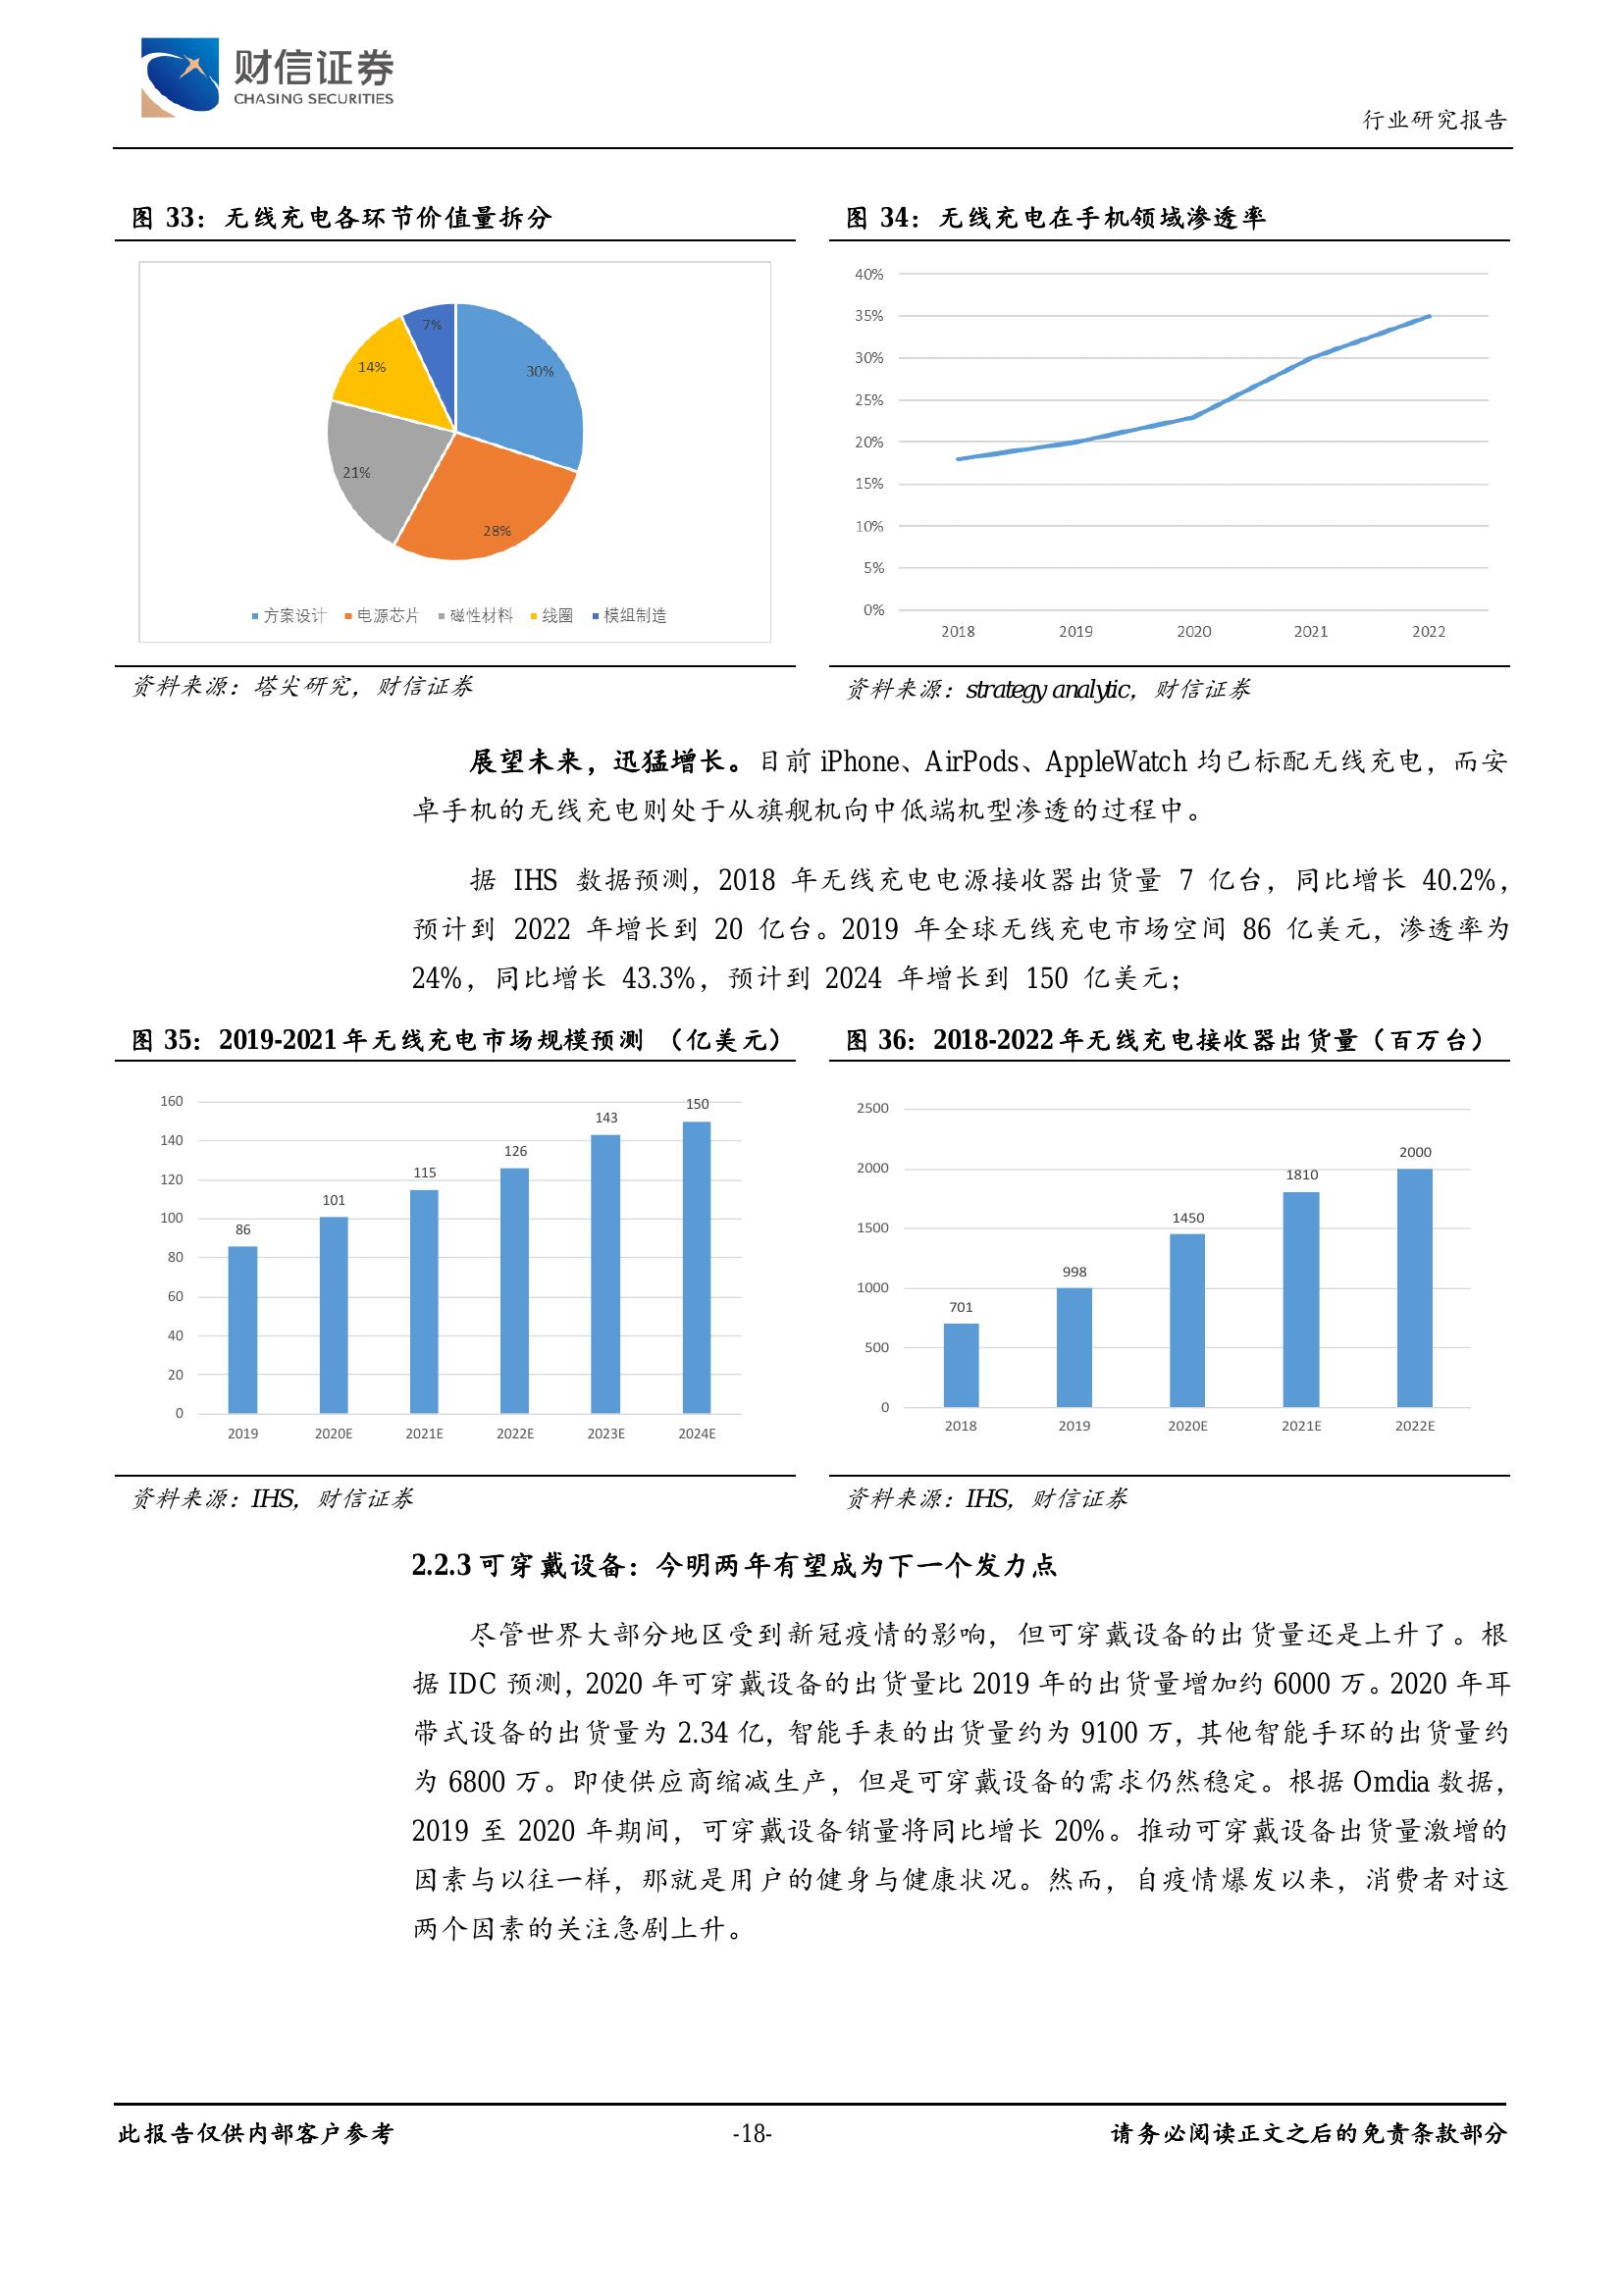 财信证券
CHASING SECURITIES
行业研究报告
图 33：无线充电各环节价值量拆分
7%
30%
14%
21%
28%
方案设计 电源芯片 磁性材料 线圈 模组制造
资料来源：塔尖研究，财信证券
图 34：无线充电在手机领域渗透率
40%
35%
30%
25%
20%
15%
10%
5%
0%
2018 2019 2020 2021 2022
资料来源：strategy analytic，财信证券
展望未来，迅猛增长。目前 iPhone、AirPods、AppleWatch 均已标配无线充电，而安
卓手机的无线充电则处于从旗舰机向中低端机型渗透的过程中。
据 IHS 数据预测，2018 年无线充电电源接收器出货量 7 亿台，同比增长 40.2%，
预计到 2022 年增长到 20 亿台。2019 年全球无线充电市场空间 86 亿美元，渗透率为
24%，同比增长 43.3%，预计到 2024 年增长到 150 亿美元；
图 35：2019-2021 年无线充电市场规模预测 （亿美元）
160
140
120
100
80
60
40
20
0
86 101 115 126 143 150
2019 2020E 2021E 2022E 2023E 2024E
资料来源：IHS，财信证券
图 36：2018-2022 年无线充电接收器出货量（百万台）
2500
2000
1500
1000
500
0
701 998 1450 1810 2000
2018 2019 2020E 2021E 2022E
资料来源：IHS，财信证券
2.2.3 可穿戴设备：今明两年有望成为下一个发力点
尽管世界大部分地区受到新冠疫情的影响，但可穿戴设备的出货量还是上升了。根
据 IDC 预测，2020 年可穿戴设备的出货量比 2019 年的出货量增加约 6000 万。2020 年耳
带式设备的出货量为 2.34 亿，智能手表的出货量约为 9100 万，其他智能手环的出货量约
为 6800 万。即使供应商缩减生产，但是可穿戴设备的需求仍然稳定。根据 Omdia 数据，
2019 至 2020 年期间，可穿戴设备销量将同比增长 20%。推动可穿戴设备出货量激增的
因素与以往一样，那就是用户的健身与健康状况。然而，自疫情爆发以来，消费者对这
两个因素的关注急剧上升。
此报告仅供内部客户参考
-18-
请务必阅读正文之后的免责条款部分